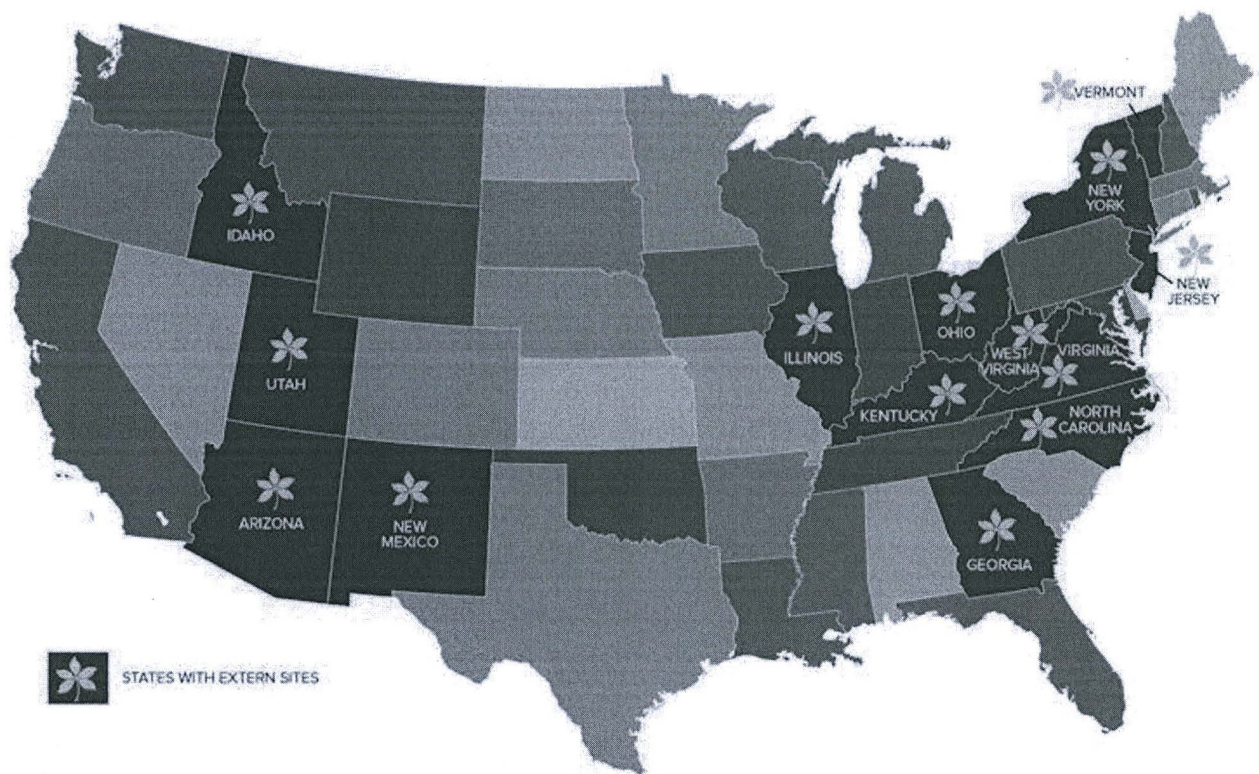 VERMONT
NEW
YORK
IDAHO
NEW
JERSEY
OHIO
ILLINOIS
WEST
VIRGINIA
VIRGINIA
UTAH
KENTUCKY
NORTH
CAROLINA
ARIZONA
NEW
MEXICO
GEORGIA
STATES WITH EXTERN SITES